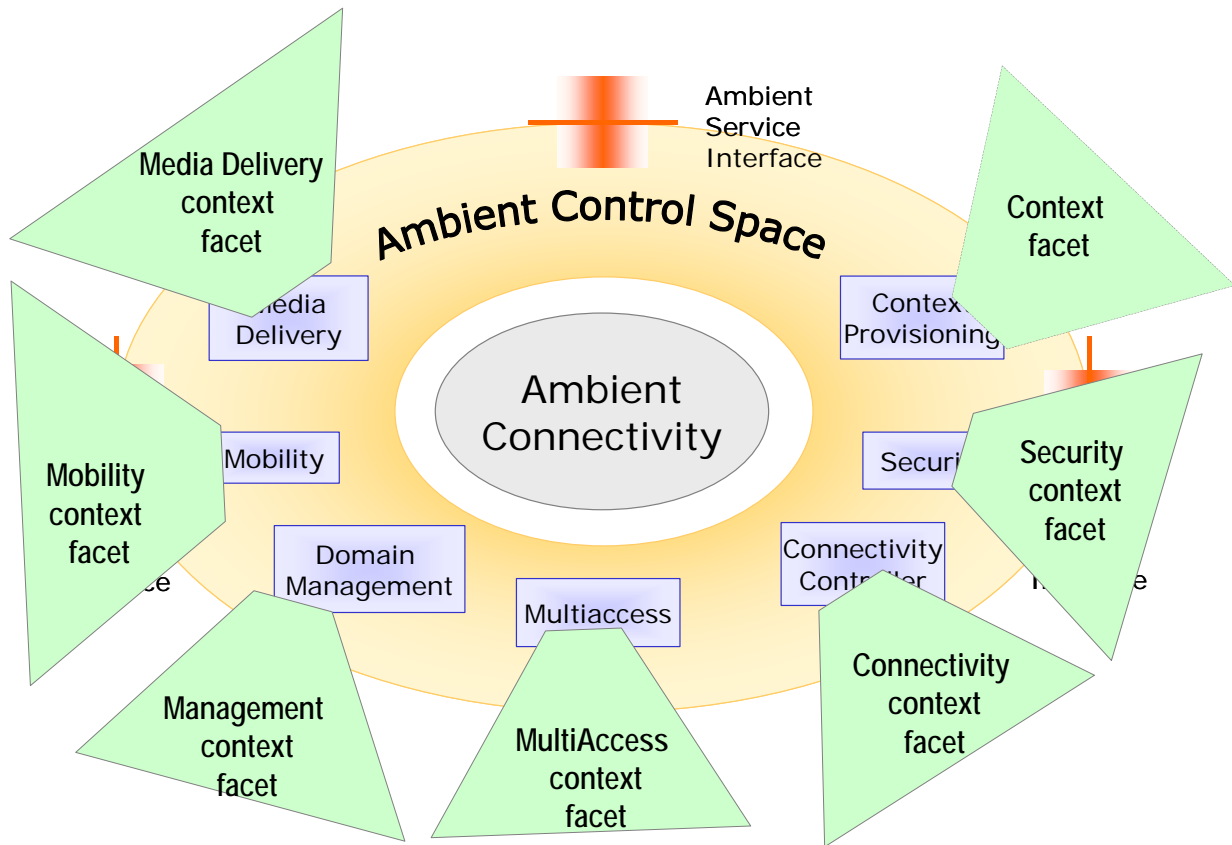 Ambient
Service
Interface
Media Delivery
context
facet
Ambient Control Space
Context
facet
Delivery
Provisioning
Ambient
Connectivity
Mobility
Mobility
context
facet
Security
context
facet
Domain
Management
Connectivity
Controller
Multiaccess
Management
context
facet
MultiAccess
context
facet
Connectivity
context
facet